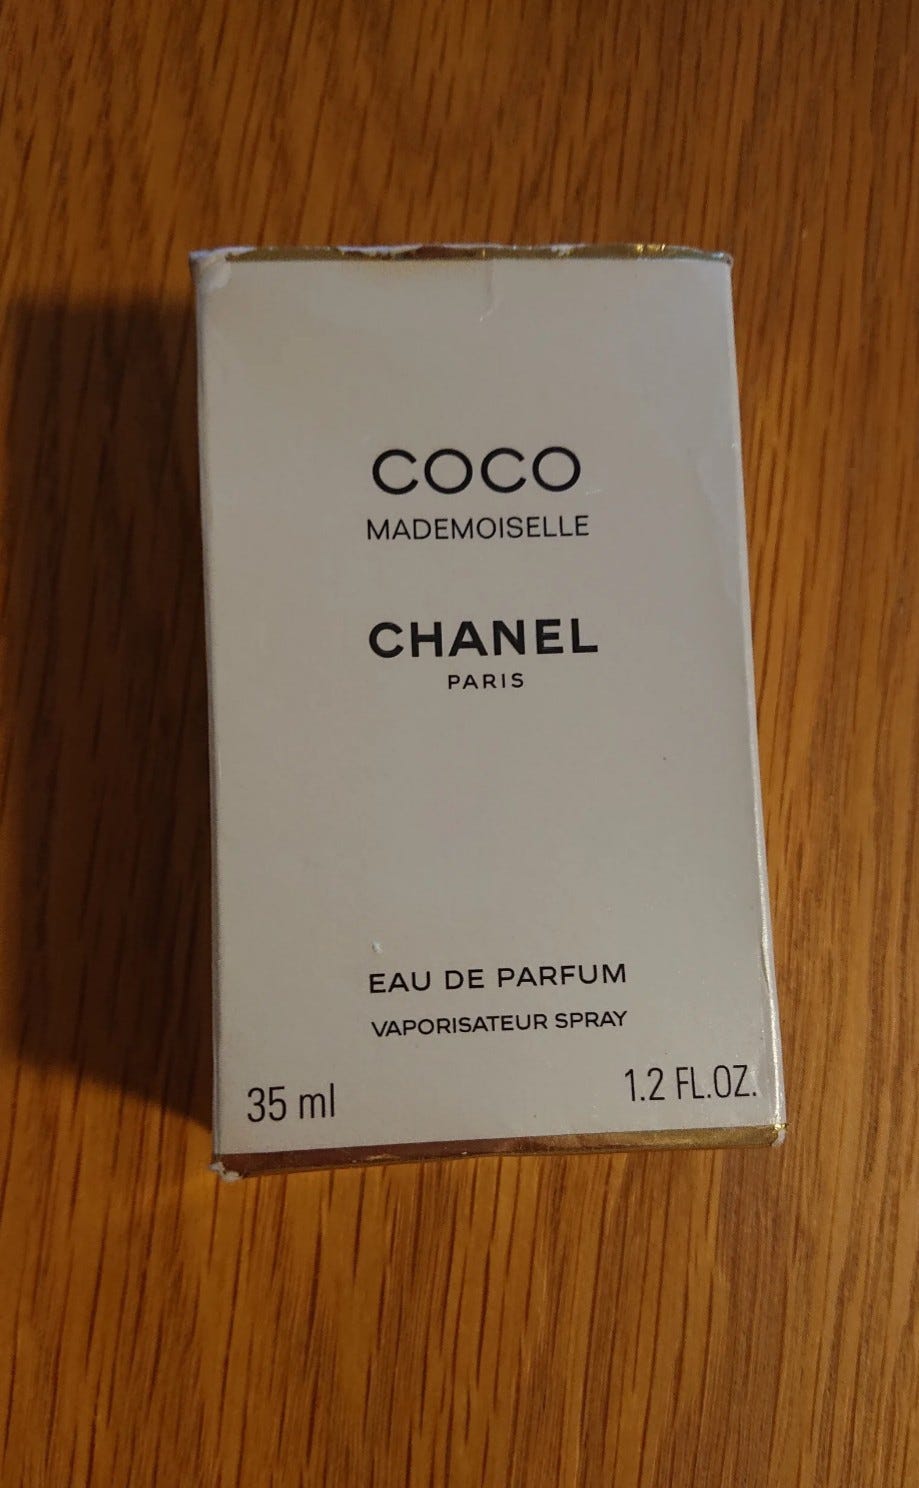 COCO
MADEMOISELLE
CHANEL
PARIS
EAU DE PARFUM
VAPORISATEUR SPRAY
35 ml 1.2 FL.OZ.